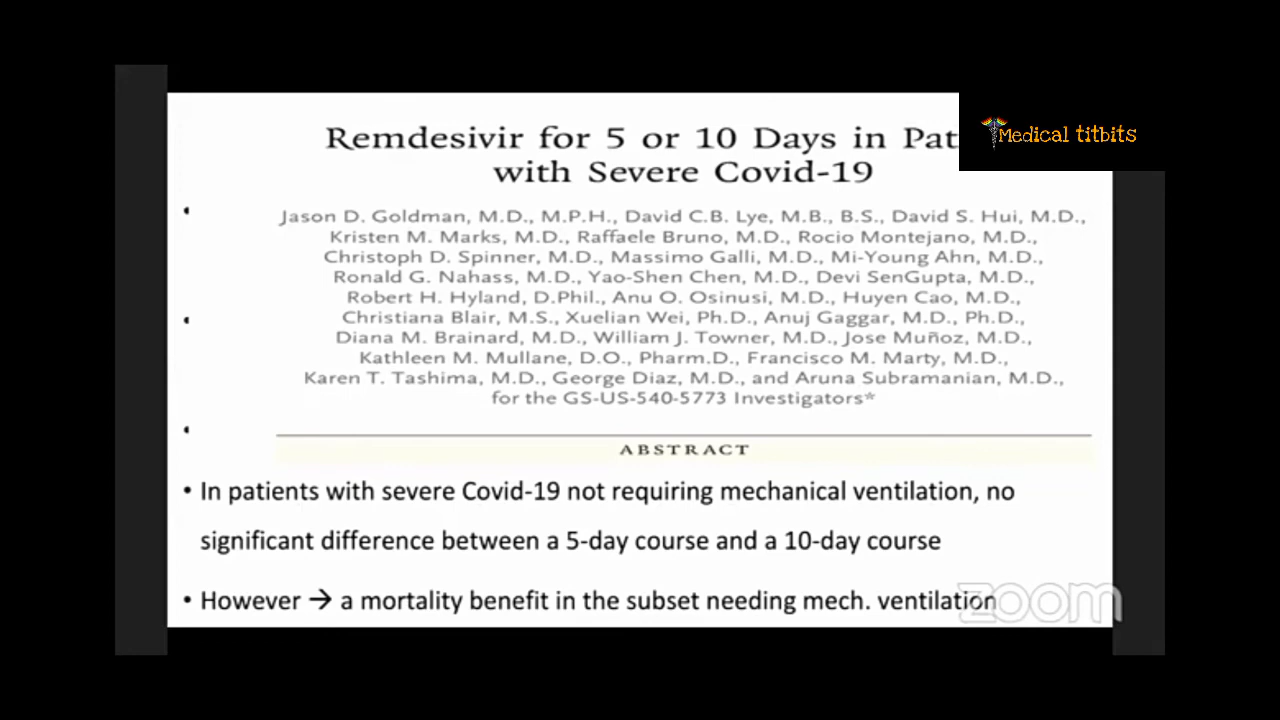 Medical titbits
Remdesivir for 5 or 10 Days in Pat
with Severe Covid-19
Jason D. Goldman, M.D., M.P.H., David C.B. Lye, M.B., B.S., David S. Hui, M.D.,
Kristen M. Marks, M.D., Raffaele Bruno, M.D., Rocio Montejano, M.D.,
Christoph D. Spinner, M.D., Massimo Galli, M.D., Mi-Young Ahn, M.D.,
Ronald G. Nahass, M.D., Yao-Shen Chen, M.D., Devi SenGupta, M.D.,
Robert H. Hyland, D.Phil., Anu O. Osinusi, M.D., Huyen Cao, M.D.,
Christiana Blair, M.S., Xuelian Wei, Ph.D., Anuj Gaggar, M.D., Ph.D.,
Diana M. Brainard, M.D., William J. Towner, M.D., Jose Muñoz, M.D.,
Kathleen M. Mullane, D.O., Pharm.D., Francisco M. Marty, M.D.,
Karen T. Tashima, M.D., George Diaz, M.D., and Aruna Subramanian, M.D.,
for the GS-US-540-5773 Investigators*
ABSTRACT
• In patients with severe Covid-19 not requiring mechanical ventilation, no
significant difference between a 5-day course and a 10-day course
• However → a mortality benefit in the subset needing mech. ventilation
zoom